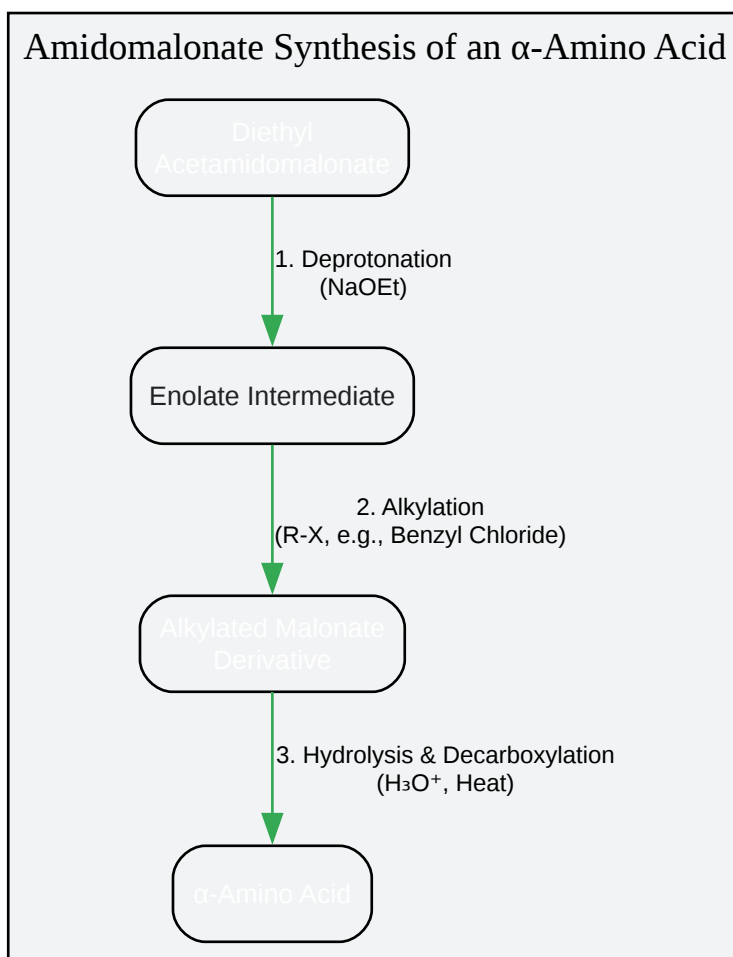 Amidomalonate Synthesis of an α-Amino Acid
Diethyl
Acetamidomalonate
1. Deprotonation
(NaOEt)
Enolate Intermediate
2. Alkylation
(R-X, e.g., Benzyl Chloride)
Alkylated Malonate
Derivative
3. Hydrolysis & Decarboxylation
(H₃O⁺, Heat)
α-Amino Acid